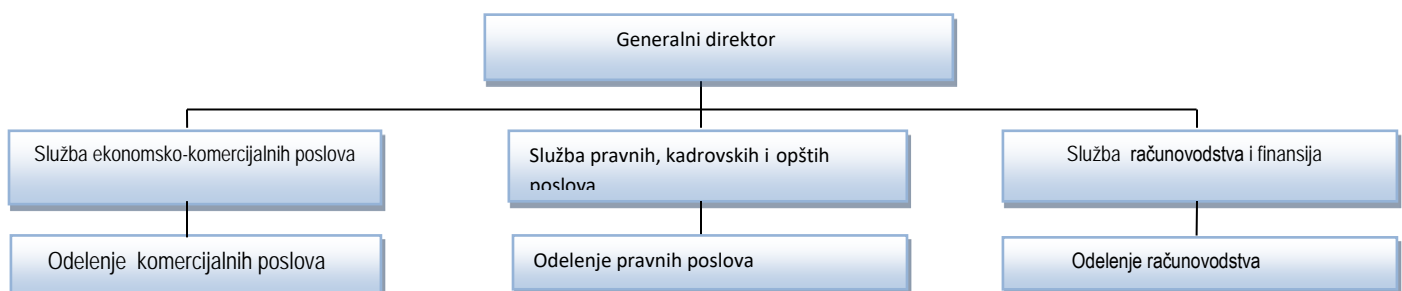 Generalni direktor
Služba ekonomsko-komercijalnih poslova
Služba pravnih, kadrovskih i opštih
poslova
Služba računovodstva i finansija
Odelenje komercijalnih poslova
Odelenje pravnih poslova
Odelenje računovodstva